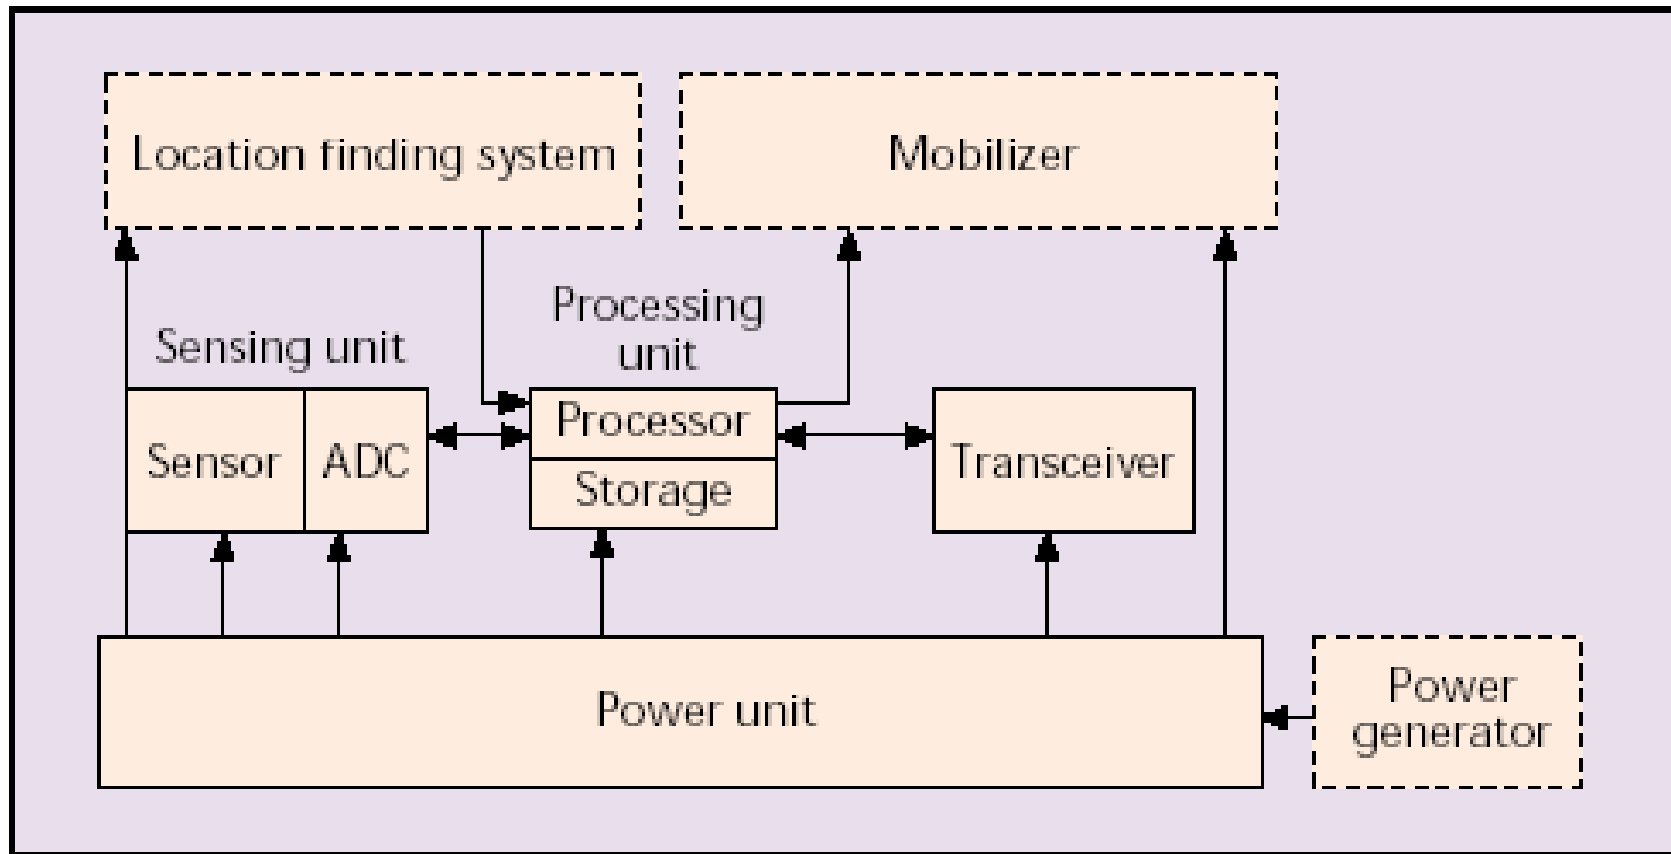 Location finding system
Mobilizer
Sensing unit
Processing
unit
Sensor
ADC
Processor
Storage
Transceiver
Power unit
Power
generator